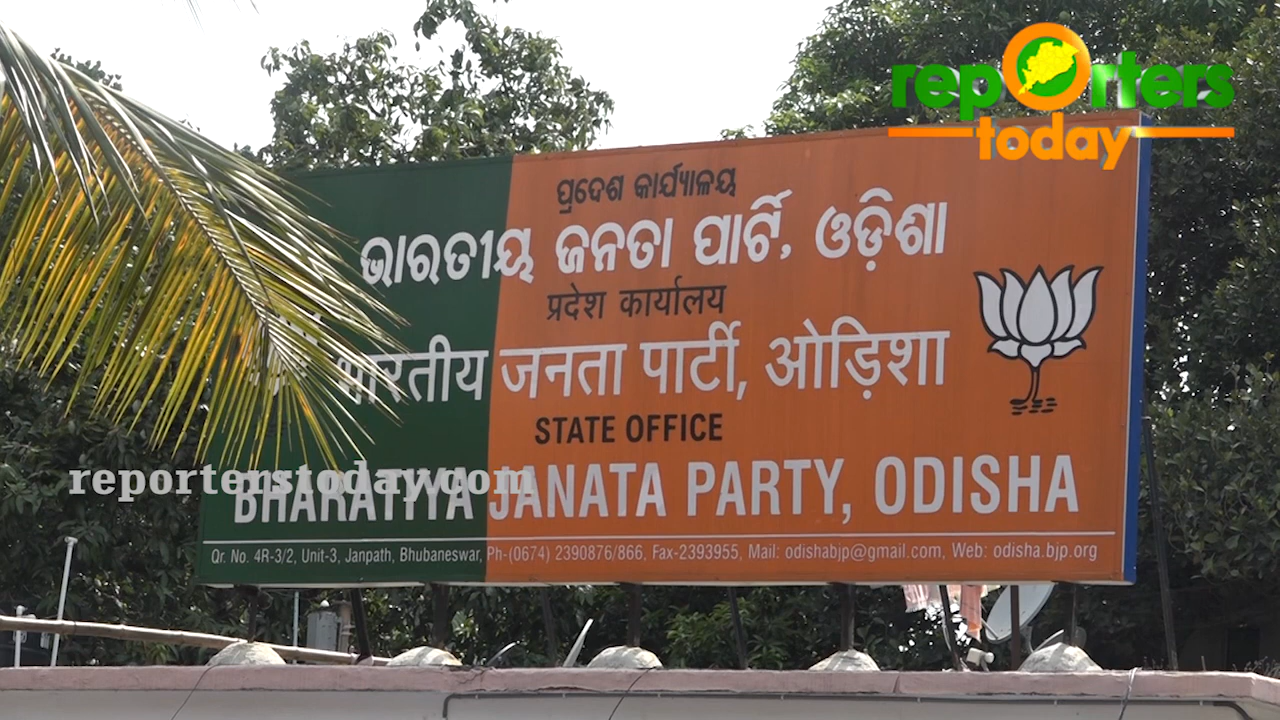 reporters
today
ପ୍ରଦେଶ କାର୍ଯ୍ୟାଳୟ
ଭାରତୀୟ ଜନତା ପାର୍ଟି, ଓଡ଼ିଶା
प्रदेश कार्यालय
भारतीय जनता पार्टी, ओड़िशा
STATE OFFICE
reporterstoday.com
BHARATIYA JANATA PARTY, ODISHA
Qr. No. 4R-3/2, Unit-3, Janpath, Bhubaneswar, Ph-(0674) 2390876/866, Fax-2393955, Mail: odishabjp@gmail.com, Web: odisha.bjp.org